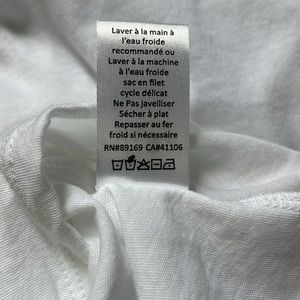 Laver à la main à
l'eau froide
recommandé ou
Laver à la machine
à l'eau froide
sac en filet
cycle délicat
Ne Pas javelliser
Sécher à plat
Repasser au fer
froid si nécessaire
RN#89169 CA#41106